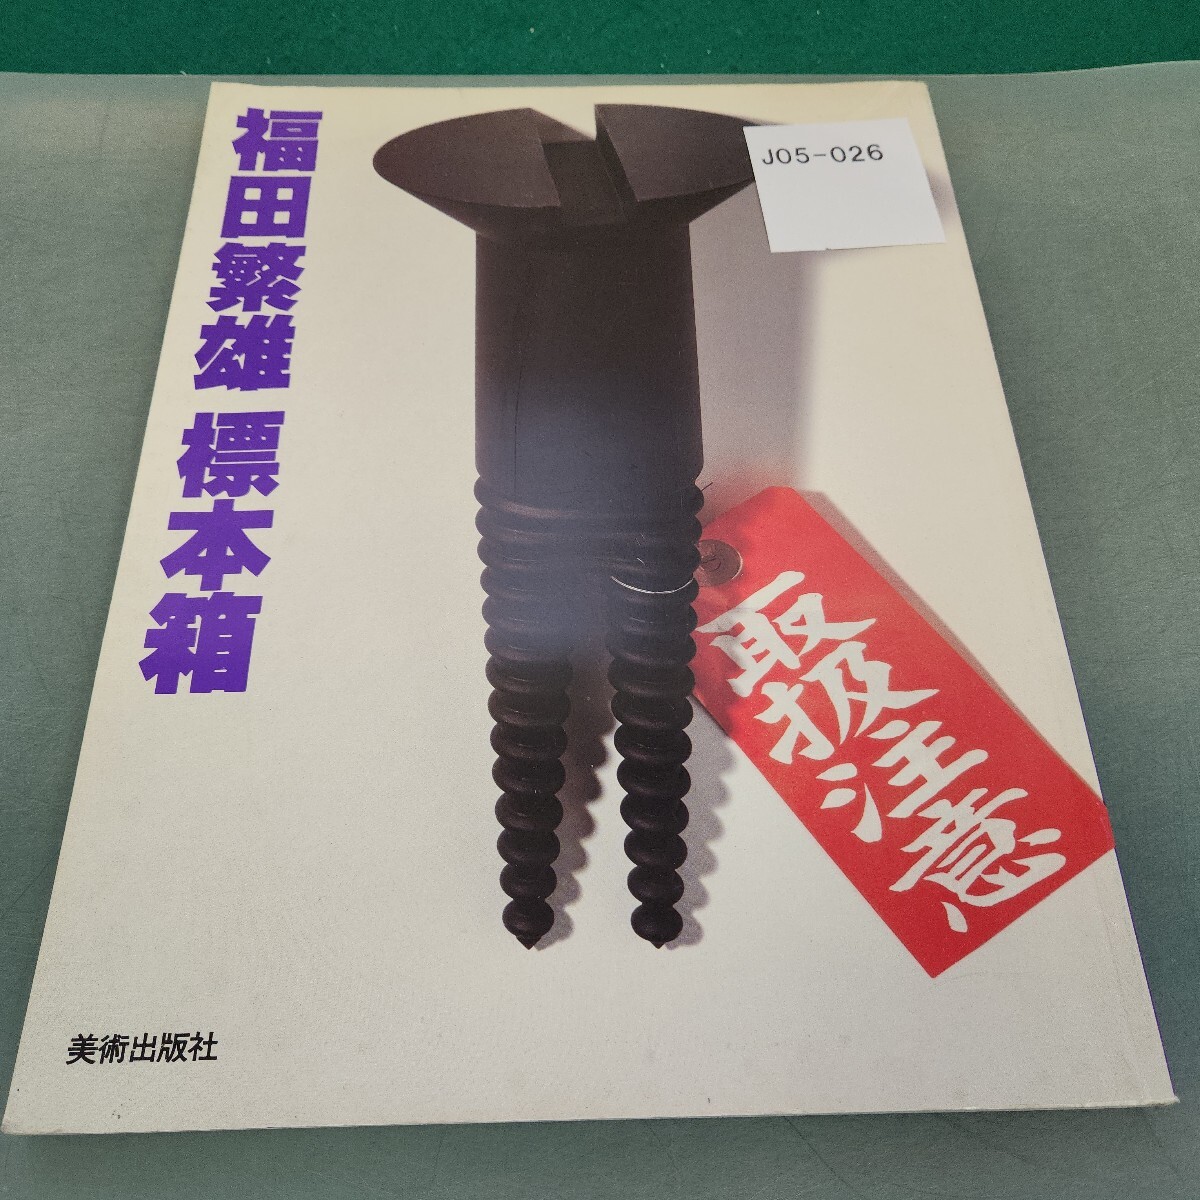 福田繁雄 標本箱
J05-026
取扱注意
美術出版社